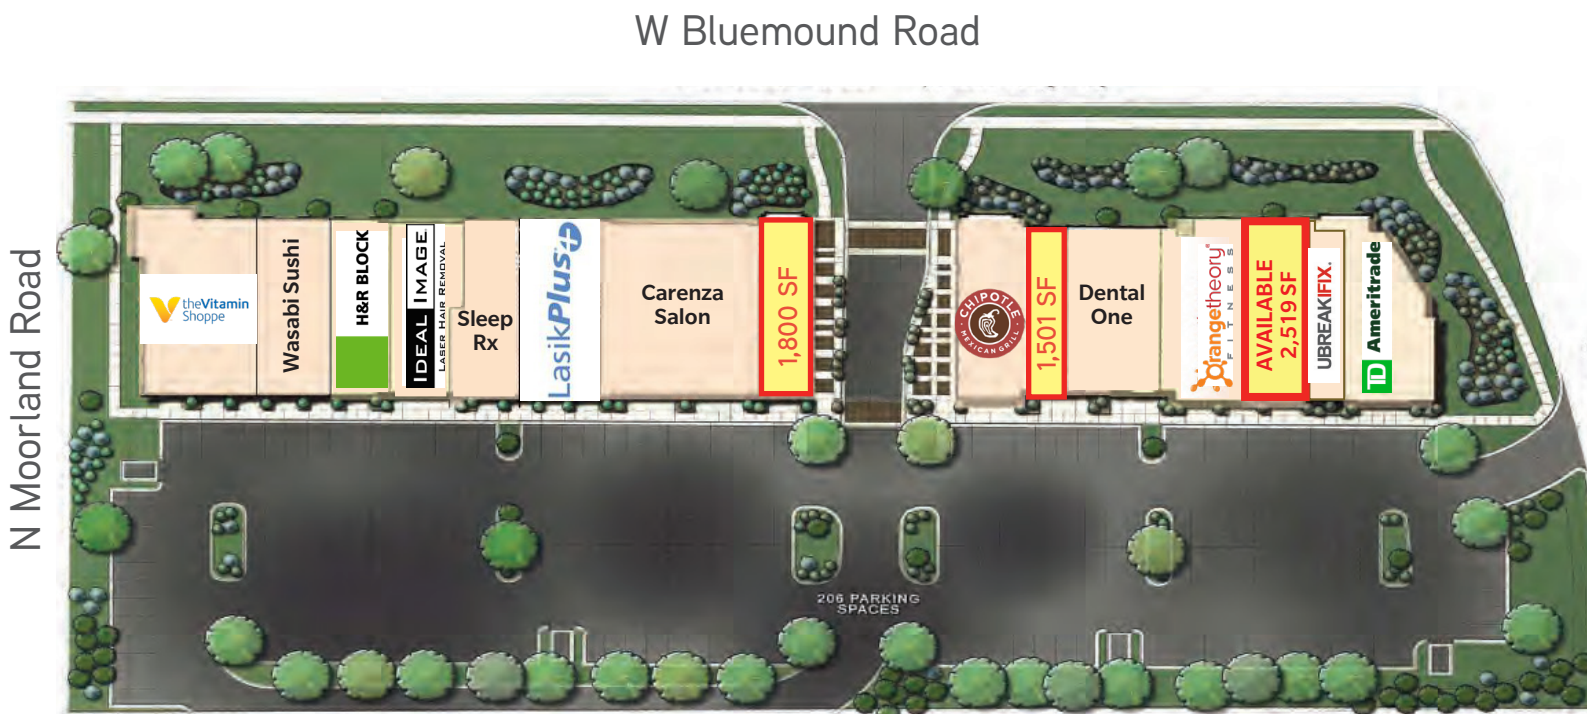 W Bluemound Road
N Moorland Road
theVitamin
Shoppe
Wasabi Sushi
H&R BLOCK
IDEAL IMAGE
LASER HAIR REMOVAL
Sleep
Rx
LasikPlus+
Carenza
Salon
1,800 SF
CHIPOTLE
MEXICAN GRILL
1,501 SF
Dental
One
Orangetheory®
FITNESS
AVAILABLE
2,519 SF
UBREAKIFIX.
TD Ameritrade
206 PARKING
SPACES